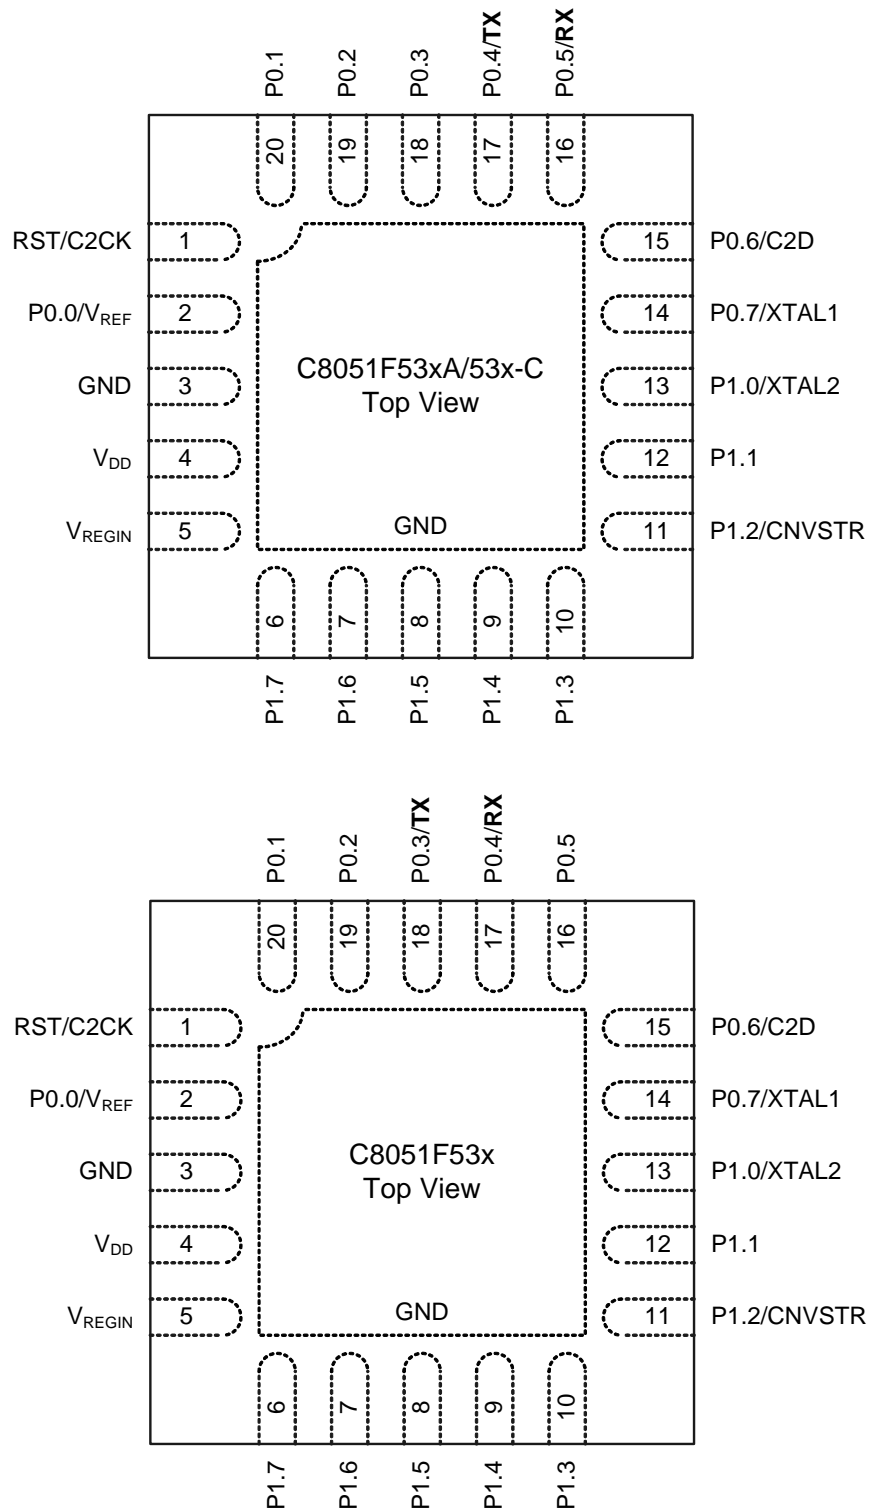 P0.1
P0.2
P0.3
P0.4/TX
P0.5/RX
20
19
18
17
16
RST/C2CK
1
15
P0.6/C2D
P0.0/VREF
2
14
P0.7/XTAL1
GND
3
C8051F53xA/53x-C
Top View
13
P1.0/XTAL2
VDD
4
12
P1.1
VREGIN
5
GND
11
P1.2/CNVSTR
6
7
8
9
10
P1.7
P1.6
P1.5
P1.4
P1.3
P0.1
P0.2
P0.3/TX
P0.4/RX
P0.5
20
19
18
17
16
RST/C2CK
1
15
P0.6/C2D
P0.0/VREF
2
14
P0.7/XTAL1
GND
3
C8051F53x
Top View
13
P1.0/XTAL2
VDD
4
12
P1.1
VREGIN
5
GND
11
P1.2/CNVSTR
6
7
8
9
10
P1.7
P1.6
P1.5
P1.4
P1.3